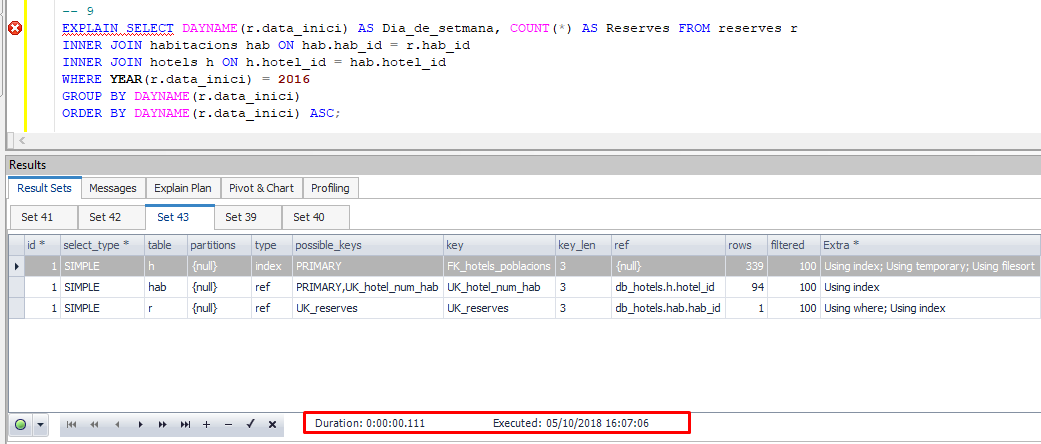 -- 9
EXPLAIN SELECT DAYNAME(r.data_inici) AS Dia_de_setmana, COUNT(*) AS Reserves FROM reserves r
INNER JOIN habitacions hab ON hab.hab_id = r.hab_id
INNER JOIN hotels h ON h.hotel_id = hab.hotel_id
WHERE YEAR(r.data_inici) = 2016
GROUP BY DAYNAME(r.data_inici)
ORDER BY DAYNAME(r.data_inici) ASC;
Results
Result Sets Messages Explain Plan Pivot & Chart Profiling
Set 41 Set 42 Set 43 Set 39 Set 40
id * select_type * table partitions type possible_keys key key_len ref rows filtered Extra *
1 SIMPLE h {null} index PRIMARY FK_hotels_poblacions 3 {null} 339 100 Using index; Using temporary; Using filesort
1 SIMPLE hab {null} ref PRIMARY,UK_hotel_num_hab UK_hotel_num_hab 3 db_hotels.h.hotel_id 94 100 Using index
1 SIMPLE r {null} ref UK_reserves UK_reserves 3 db_hotels.hab.hab_id 1 100 Using where; Using index
Duration: 0:00:00.111 Executed: 05/10/2018 16:07:06